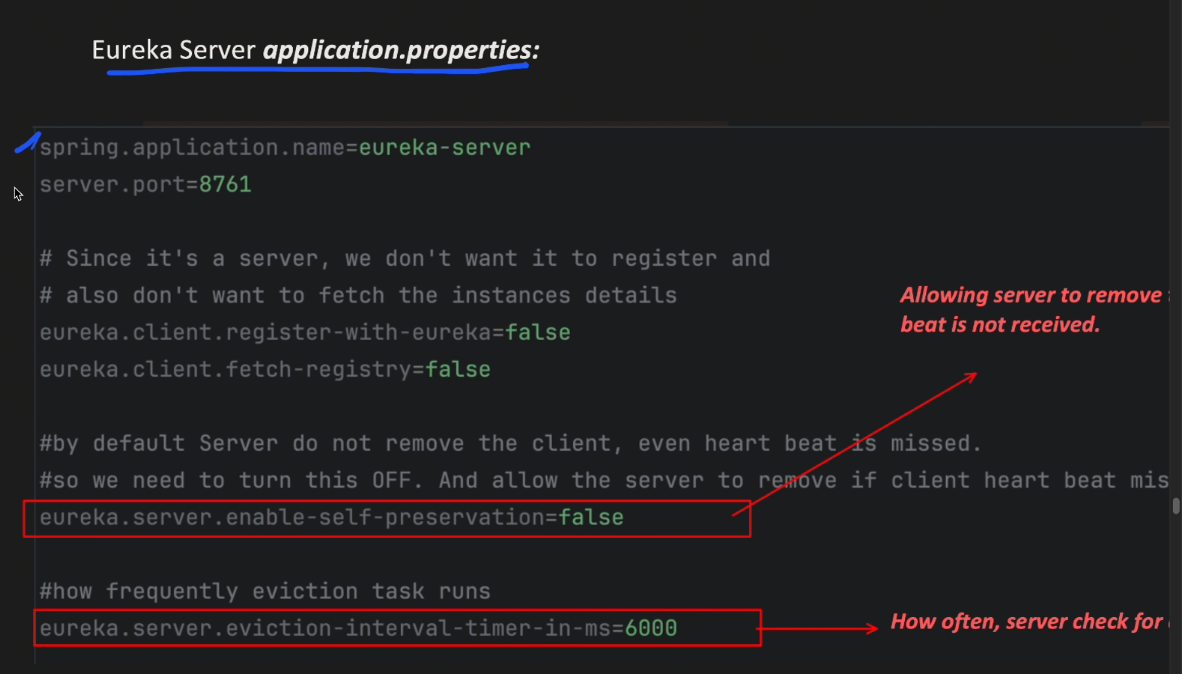 Eureka Server application.properties:
spring.application.name=eureka-server
server.port=8761
# Since it's a server, we don't want it to register and
# also don't want to fetch the instances details
eureka.client.register-with-eureka=false
eureka.client.fetch-registry=false
Allowing server to remove
beat is not received.
#by default Server do not remove the client, even heart beat is missed.
#so we need to turn this OFF. And allow the server to remove if client heart beat mis
eureka.server.enable-self-preservation=false
#how frequently eviction task runs
eureka.server.eviction-interval-timer-in-ms=6000
How often, server check for